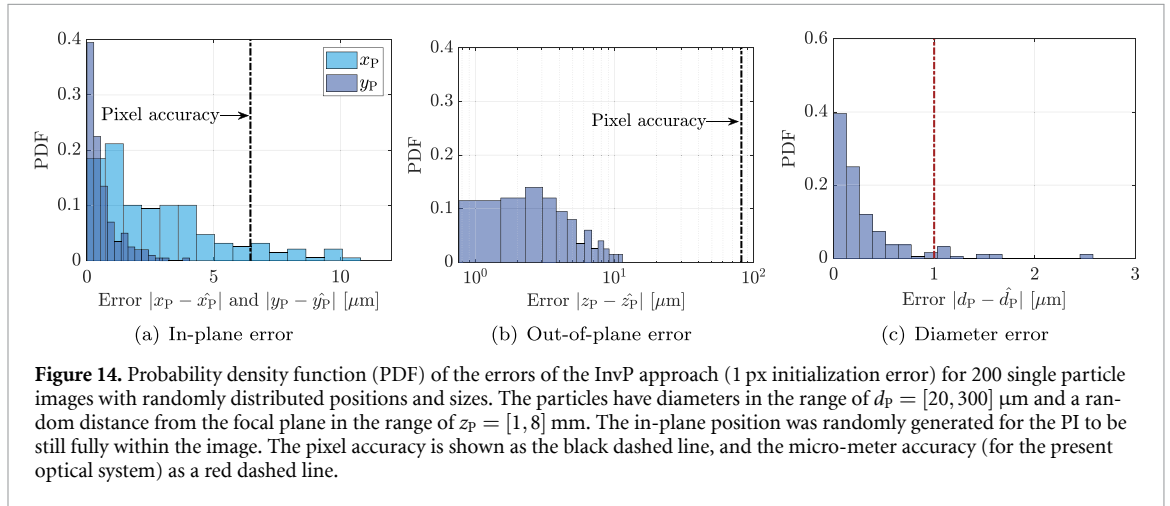 0.4
0.3
0.2
0.1
0
PDF
Pixel accuracy
x_P
y_P
0 5 10
Error |x_P − x̂_P| and |y_P − ŷ_P| [μm]
(a) In-plane error
0.4
0.3
0.2
0.1
0
PDF
Pixel accuracy
10^0 10^1 10^2
Error |z_P − ẑ_P| [μm]
(b) Out-of-plane error
0.6
0.4
0.2
0
PDF
0 1 2 3
Error |d_P − d̂_P| [μm]
(c) Diameter error
Figure 14. Probability density function (PDF) of the errors of the InvP approach (1 px initialization error) for 200 single particle
images with randomly distributed positions and sizes. The particles have diameters in the range of d_P = [20, 300] μm and a ran-
dom distance from the focal plane in the range of z_P = [1, 8] mm. The in-plane position was randomly generated for the PI to be
still fully within the image. The pixel accuracy is shown as the black dashed line, and the micro-meter accuracy (for the present
optical system) as a red dashed line.